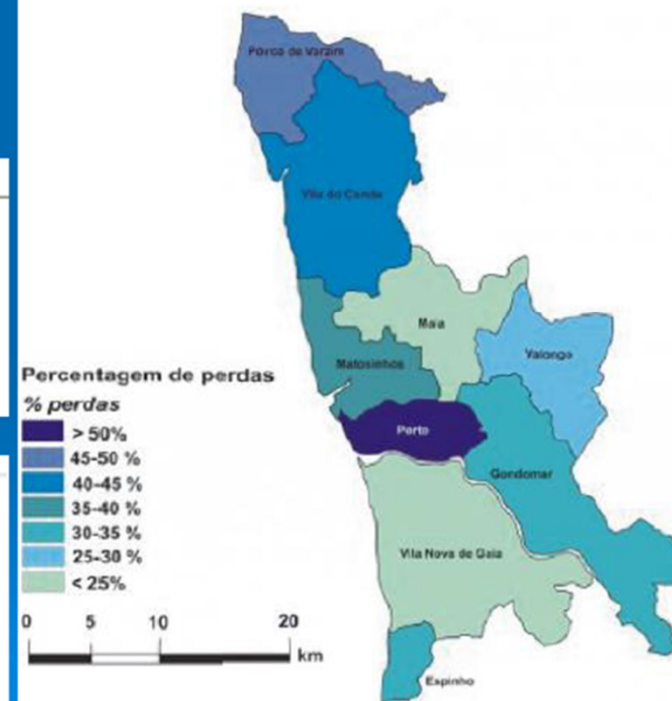 Póvoa de Varzim
Vila do Conde
Maia
Valongo
Matosinhos
Porto
Gondomar
Vila Nova de Gaia
Espinho
Percentagem de perdas
% perdas
> 50%
45-50 %
40-45 %
35-40 %
30-35 %
25-30 %
< 25%
0 5 10 20
km